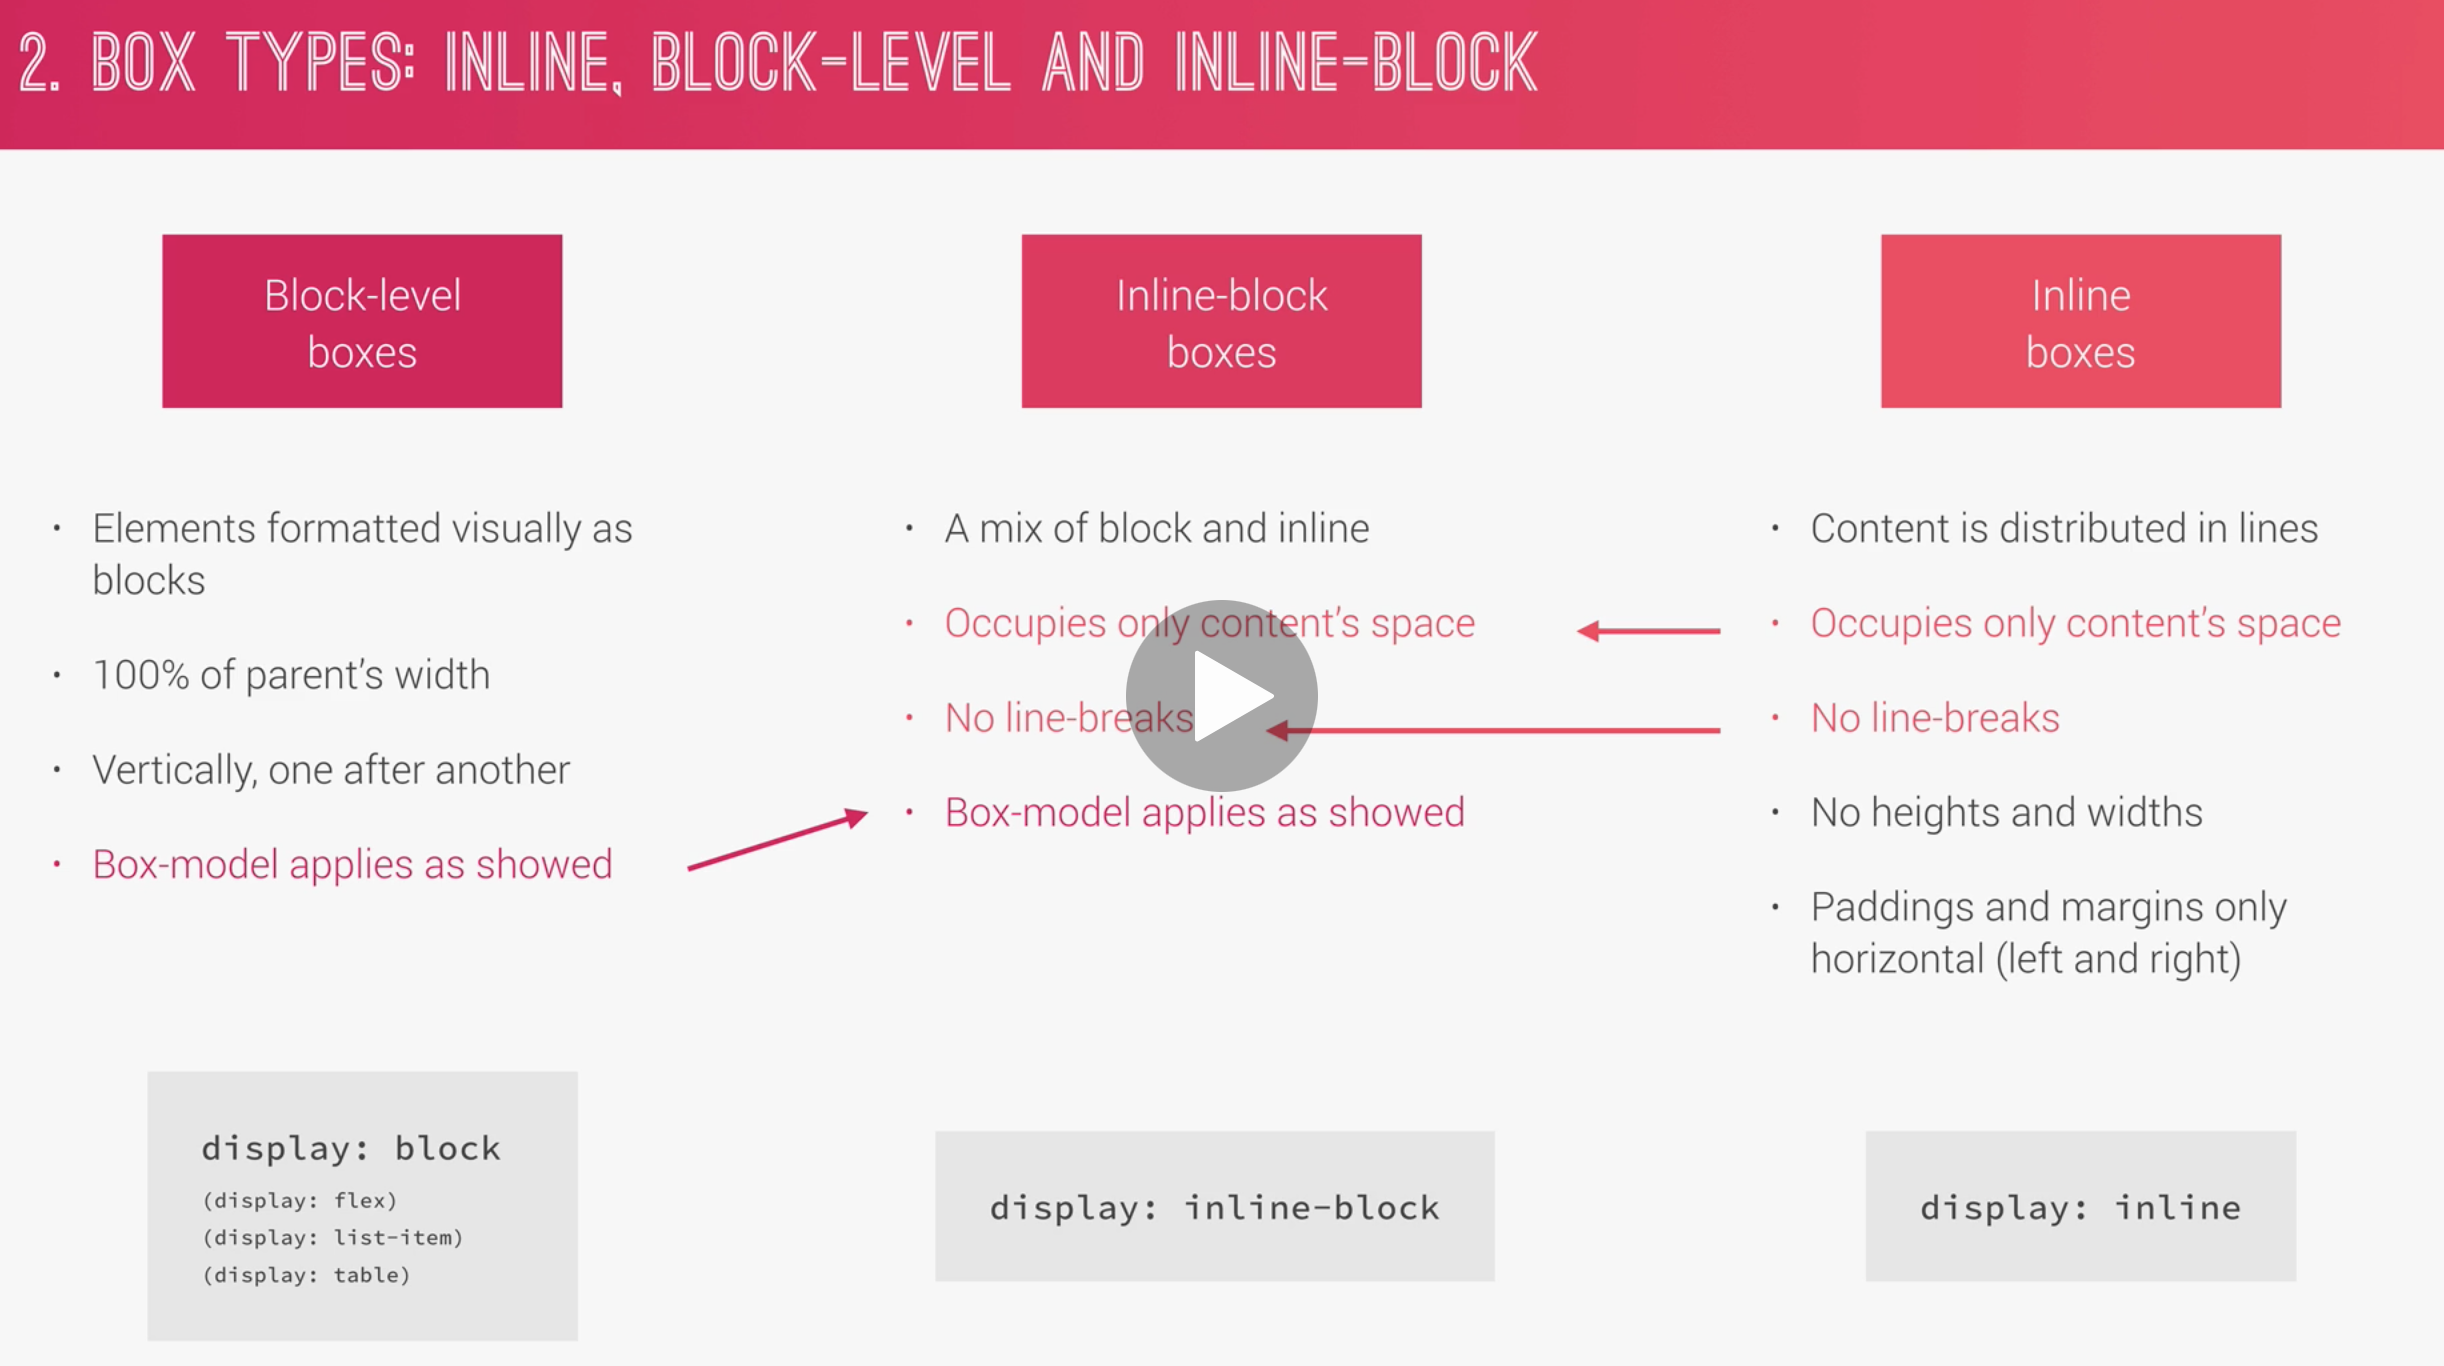 2. BOX TYPES: INLINE, BLOCK-LEVEL AND INLINE-BLOCK
Block-level
boxes
• Elements formatted visually as
blocks
• 100% of parent's width
• Vertically, one after another
• Box-model applies as showed
display: block
(display: flex)
(display: list-item)
(display: table)
Inline-block
boxes
• A mix of block and inline
• Occupies only content's space
• No line-breaks
• Box-model applies as showed
display: inline-block
Inline
boxes
• Content is distributed in lines
• Occupies only content's space
• No line-breaks
• No heights and widths
• Paddings and margins only
horizontal (left and right)
display: inline